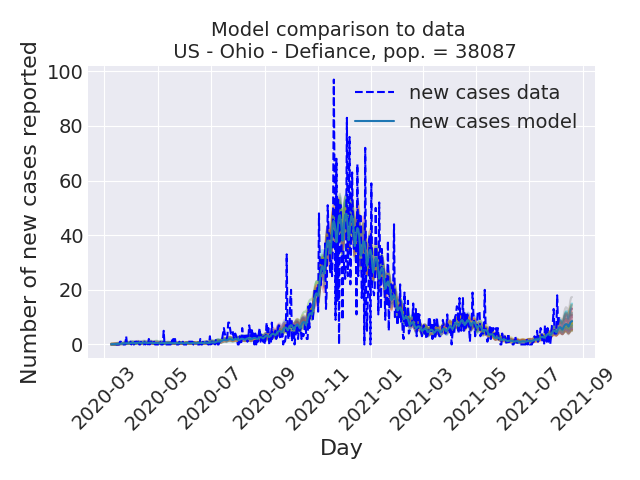 Model comparison to data
US - Ohio - Defiance, pop. = 38087
new cases data
new cases model
Number of new cases reported
100
80
60
40
20
0
2020-03
2020-05
2020-07
2020-09
2020-11
2021-01
2021-03
2021-05
2021-07
2021-09
Day